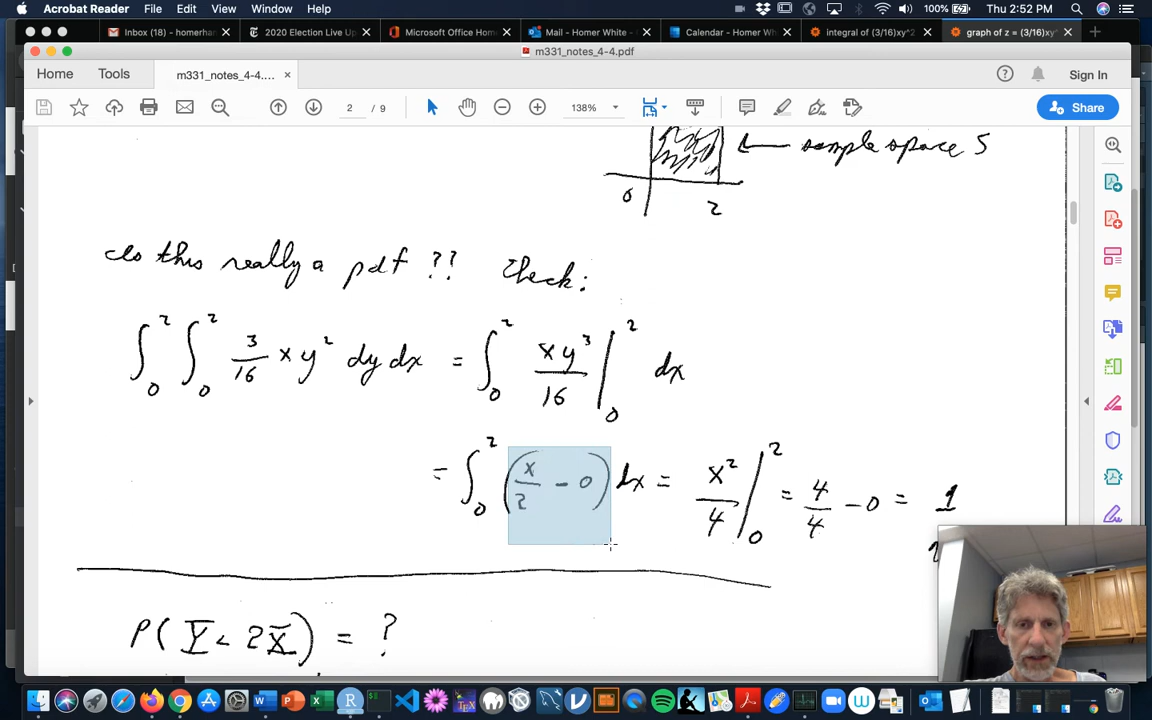 Acrobat Reader File Edit View Window Help 100% Thu 2:52 PM
Inbox (18) - homerhan 2020 Election Live Up Microsoft Office Home Mail - Homer White - Calendar - Homer Wh integral of (3/16)xy^2 graph of z = (3/16)xy^
m331_notes_4-4.pdf
Home Tools m331_notes_4-4.... × Sign In
2 / 9 138% Share
sample space S
0 2
Is this really a pdf ?? Check:
∫₀² ∫₀² 3/16 x y² dy dx = ∫₀² xy³/16 |₀² dx
= ∫₀² (x/2 - 0) dx = x²/4 |₀² = 4/4 - 0 = 1
P(Y < 2X) = ?